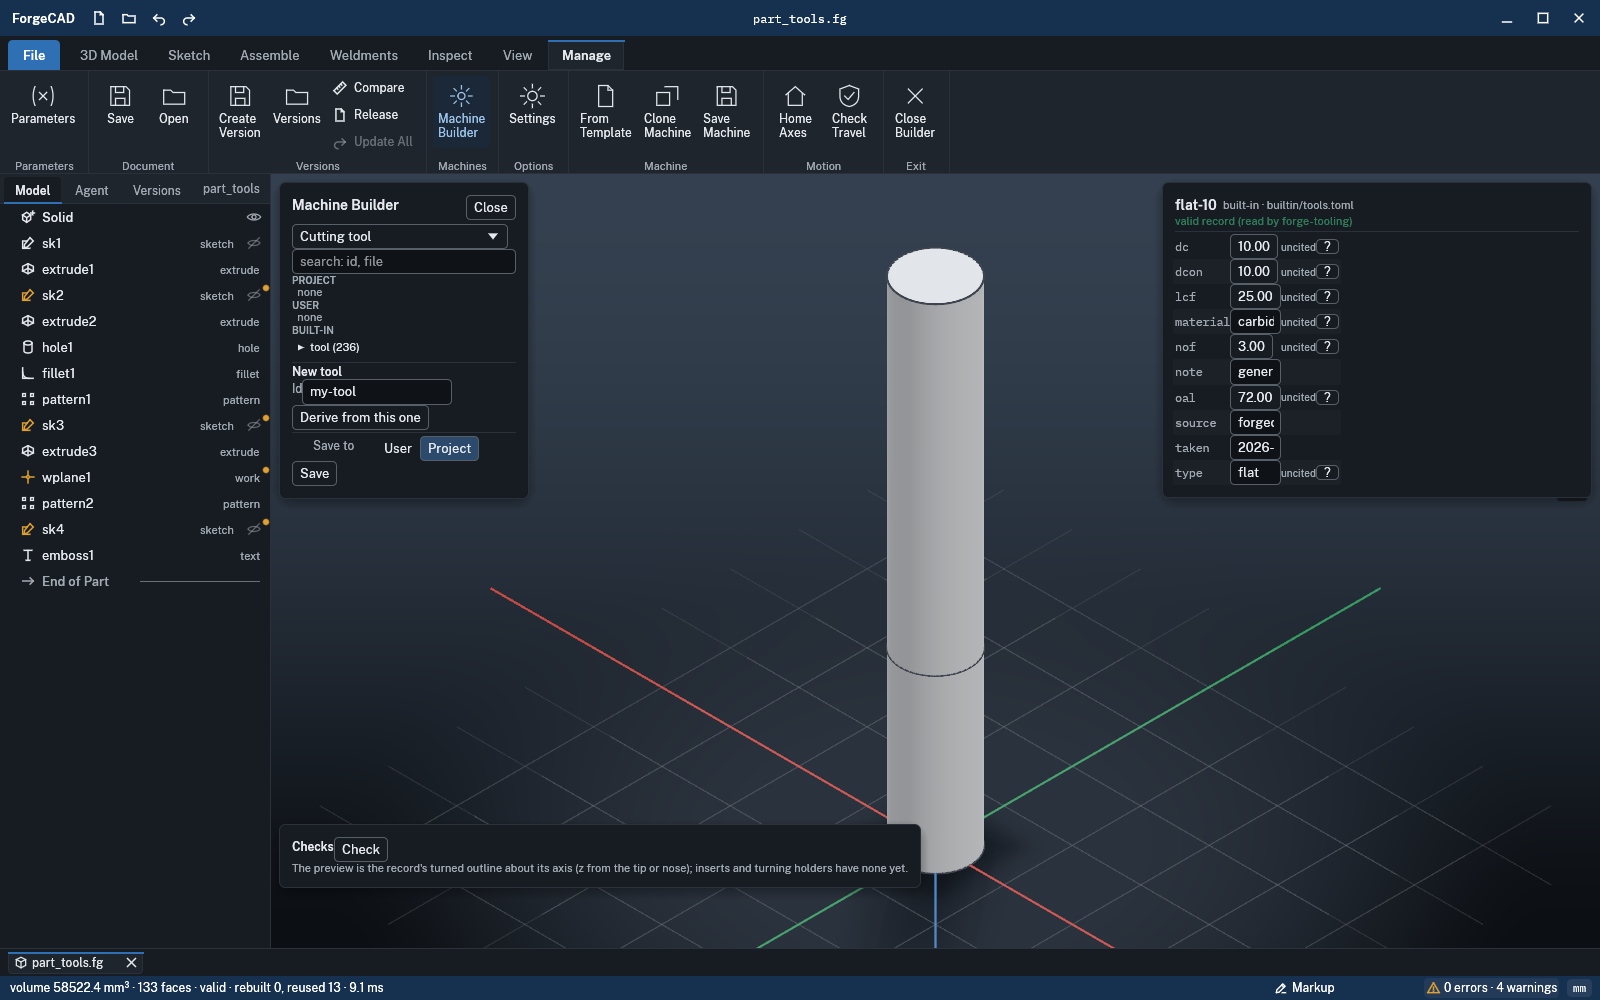 ForgeCAD
part_tools.fg
File 3D Model Sketch Assemble Weldments Inspect View Manage
Parameters
Save
Open
Create Version
Versions
Compare
Release
Update All
Machine Builder
Settings
From Template
Clone Machine
Save Machine
Home Axes
Check Travel
Close Builder
Parameters Document Versions Machines Options Machine Motion Exit
Model Agent Versions part_tools
Solid
sk1 sketch
extrude1 extrude
sk2 sketch
extrude2 extrude
hole1 hole
fillet1 fillet
pattern1 pattern
sk3 sketch
extrude3 extrude
wplane1 work
pattern2 pattern
sk4 sketch
emboss1 text
End of Part
Machine Builder Close
Cutting tool
search: id, file
PROJECT
none
USER
none
BUILT-IN
tool (236)
New tool
Id my-tool
Derive from this one
Save to User Project
Save
flat-10 built-in · builtin/tools.toml
valid record (read by forge-tooling)
dc 10.00 uncited ?
dcon 10.00 uncited ?
lcf 25.00 uncited ?
material carbid uncited ?
nof 3.00 uncited ?
note gener
oal 72.00 uncited ?
source forgec
taken 2026-
type flat uncited ?
Checks Check
The preview is the record's turned outline about its axis (z from the tip or nose); inserts and turning holders have none yet.
part_tools.fg
volume 58522.4 mm³ · 133 faces · valid · rebuilt 0, reused 13 · 9.1 ms
Markup
0 errors · 4 warnings
mm